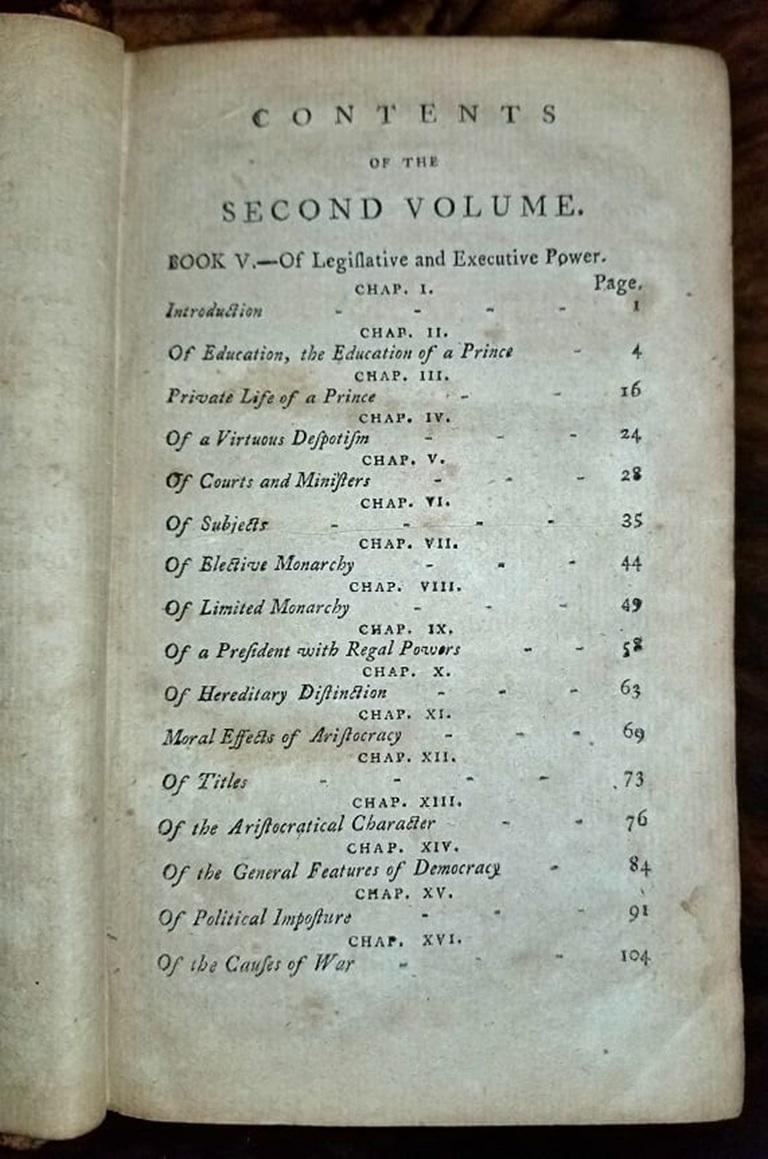 CONTENTS
OF THE
SECOND VOLUME.
BOOK V.—Of Legiſlative and Executive Power.
CHAP. I. Page.
Introduction - - - - 1
CHAP. II.
Of Education, the Education of a Prince - 4
CHAP. III.
Private Life of a Prince - - 16
CHAP. IV.
Of a Virtuous Deſpotiſm - - - 24
CHAP. V.
Of Courts and Miniſters - - - 28
CHAP. VI.
Of Subjects - - - - 35
CHAP. VII.
Of Elective Monarchy - - - 44
CHAP. VIII.
Of Limited Monarchy - - - 49
CHAP. IX.
Of a Preſident with Regal Powers - - 58
CHAP. X.
Of Hereditary Diſtinction - - - 63
CHAP. XI.
Moral Effects of Ariſtocracy - - - 69
CHAP. XII.
Of Titles - - - - 73
CHAP. XIII.
Of the Ariſtocratical Character - - 76
CHAP. XIV.
Of the General Features of Democracy - 84
CHAP. XV.
Of Political Impoſture - - - 91
CHAP. XVI.
Of the Cauſes of War - - - 104